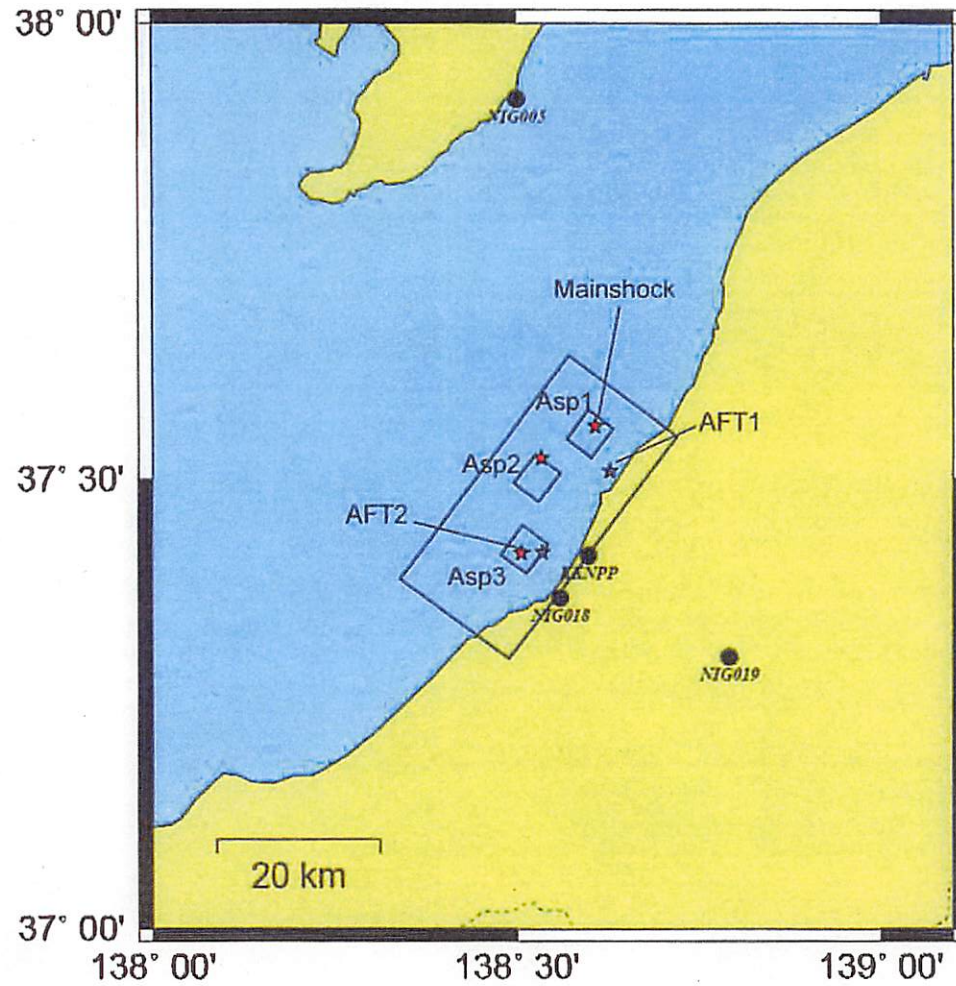 38° 00'
NIG005
Mainshock
Asp1
AFT1
Asp2
37° 30'
AFT2
KKNPP
Asp3
NIG018
NIG019
20 km
37° 00'
138° 00'
138° 30'
139° 00'